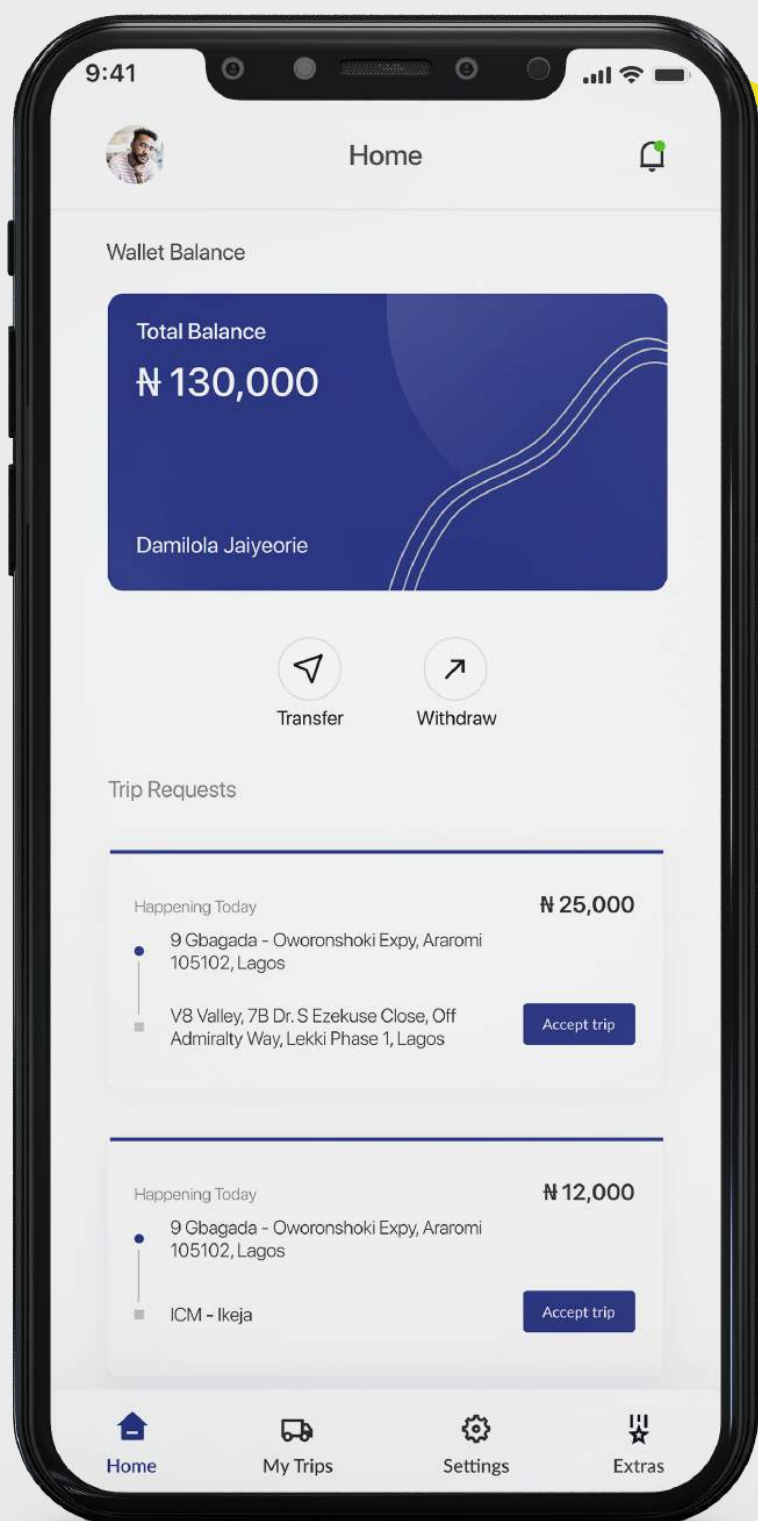 9:41
Home
Wallet Balance
Total Balance
₦ 130,000
Damilola Jaiyeorie
Transfer
Withdraw
Trip Requests
Happening Today
₦ 25,000
9 Gbagada - Oworonshoki Expy, Araromi
105102, Lagos
V8 Valley, 7B Dr. S Ezekuse Close, Off
Admiralty Way, Lekki Phase 1, Lagos
Accept trip
Happening Today
₦ 12,000
9 Gbagada - Oworonshoki Expy, Araromi
105102, Lagos
ICM - Ikeja
Accept trip
Home
My Trips
Settings
Extras